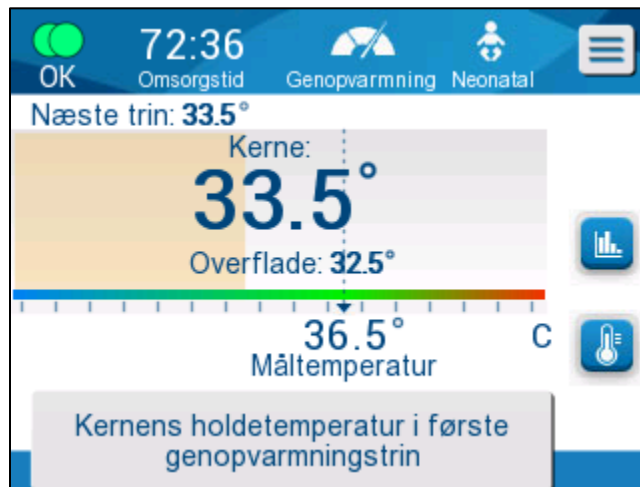 OK
72:36
Omsorgstid
Genopvarmning
Neonatal
Næste trin: 33.5°
Kerne:
33.5°
Overflade: 32.5°
36.5°
C
Måltemperatur
Kernens holdetemperatur i første
genopvarmningstrin